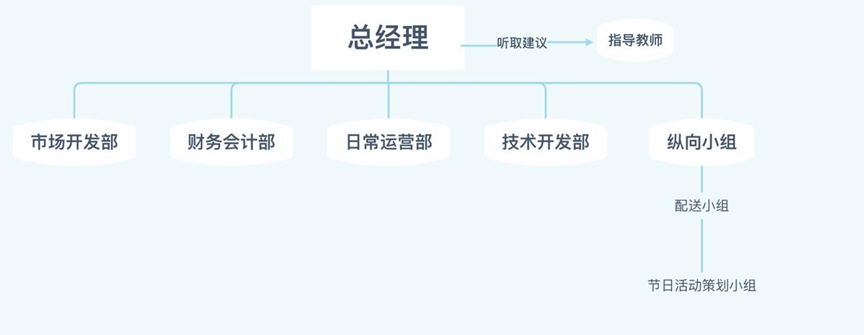 总经理
听取建议
指导教师
市场开发部
财务会计部
日常运营部
技术开发部
纵向小组
配送小组
节日活动策划小组